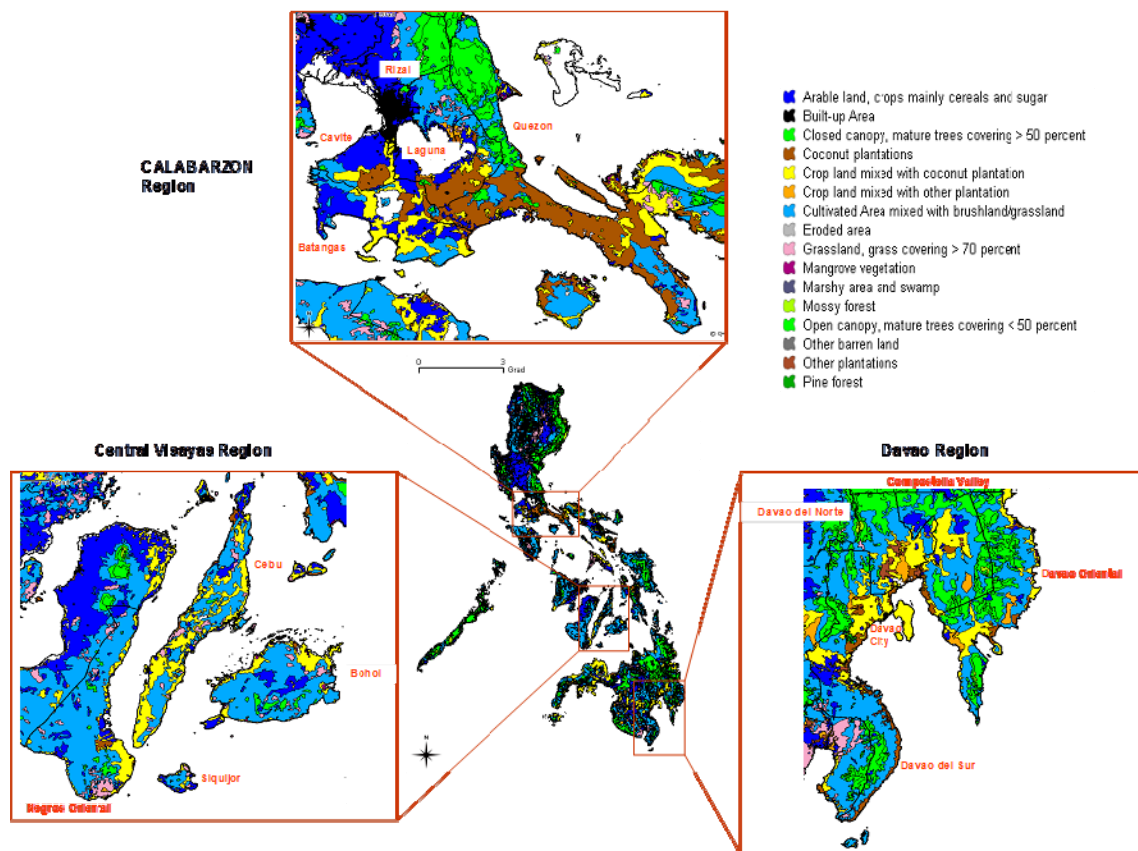 Rizal
Quezon
Cavite
Laguna
Batangas
CALABARZON
Region
Arable land, crops mainly cereals and sugar
Built-up Area
Closed canopy, mature trees covering > 50 percent
Coconut plantations
Crop land mixed with coconut plantation
Crop land mixed with other plantation
Cultivated Area mixed with brushland/grassland
Eroded area
Grassland, grass covering > 70 percent
Mangrove vegetation
Marshy area and swamp
Mossy forest
Open canopy, mature trees covering < 50 percent
Other barren land
Other plantations
Pine forest
0 3
Grad
Central Visayas Region
Cebu
Bohol
Siquijor
Negros Oriental
N
Davao Region
Compostella Valley
Davao del Norte
Davao Oriental
Davao
City
Davao del Sur